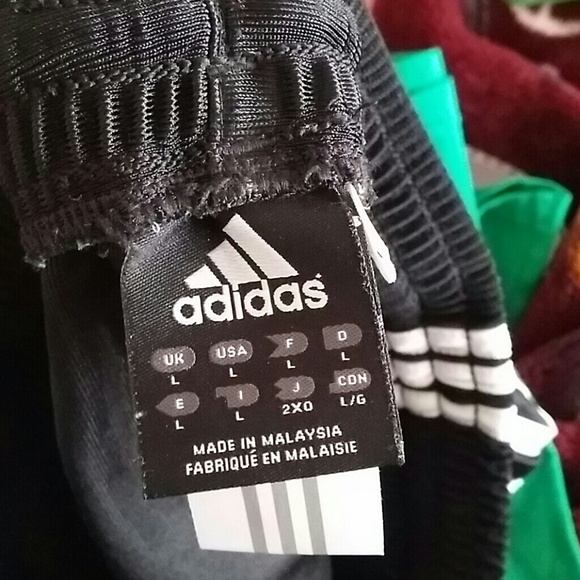 adidas
UK USA F D
L L L L
E I J CDN
L L 2XO L/G
MADE IN MALAYSIA
FABRIQUÉ EN MALAISIE